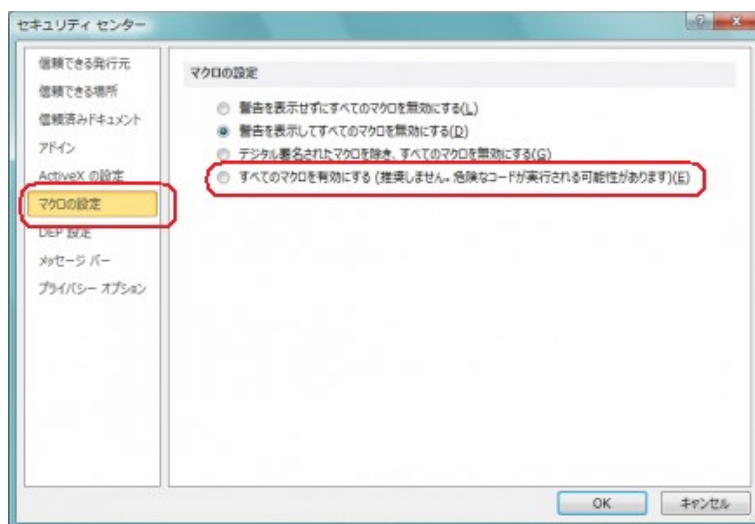 セキュリティ センター
信頼できる発行元
信頼できる場所
信頼済みドキュメント
アドイン
ActiveX の設定
マクロの設定
DEP 設定
メッセージ バー
プライバシー オプション
マクロの設定
警告を表示せずにすべてのマクロを無効にする(L)
警告を表示してすべてのマクロを無効にする(D)
デジタル署名されたマクロを除き、すべてのマクロを無効にする(G)
すべてのマクロを有効にする (推奨しません。危険なコードが実行される可能性があります)(E)
OK
キャンセル